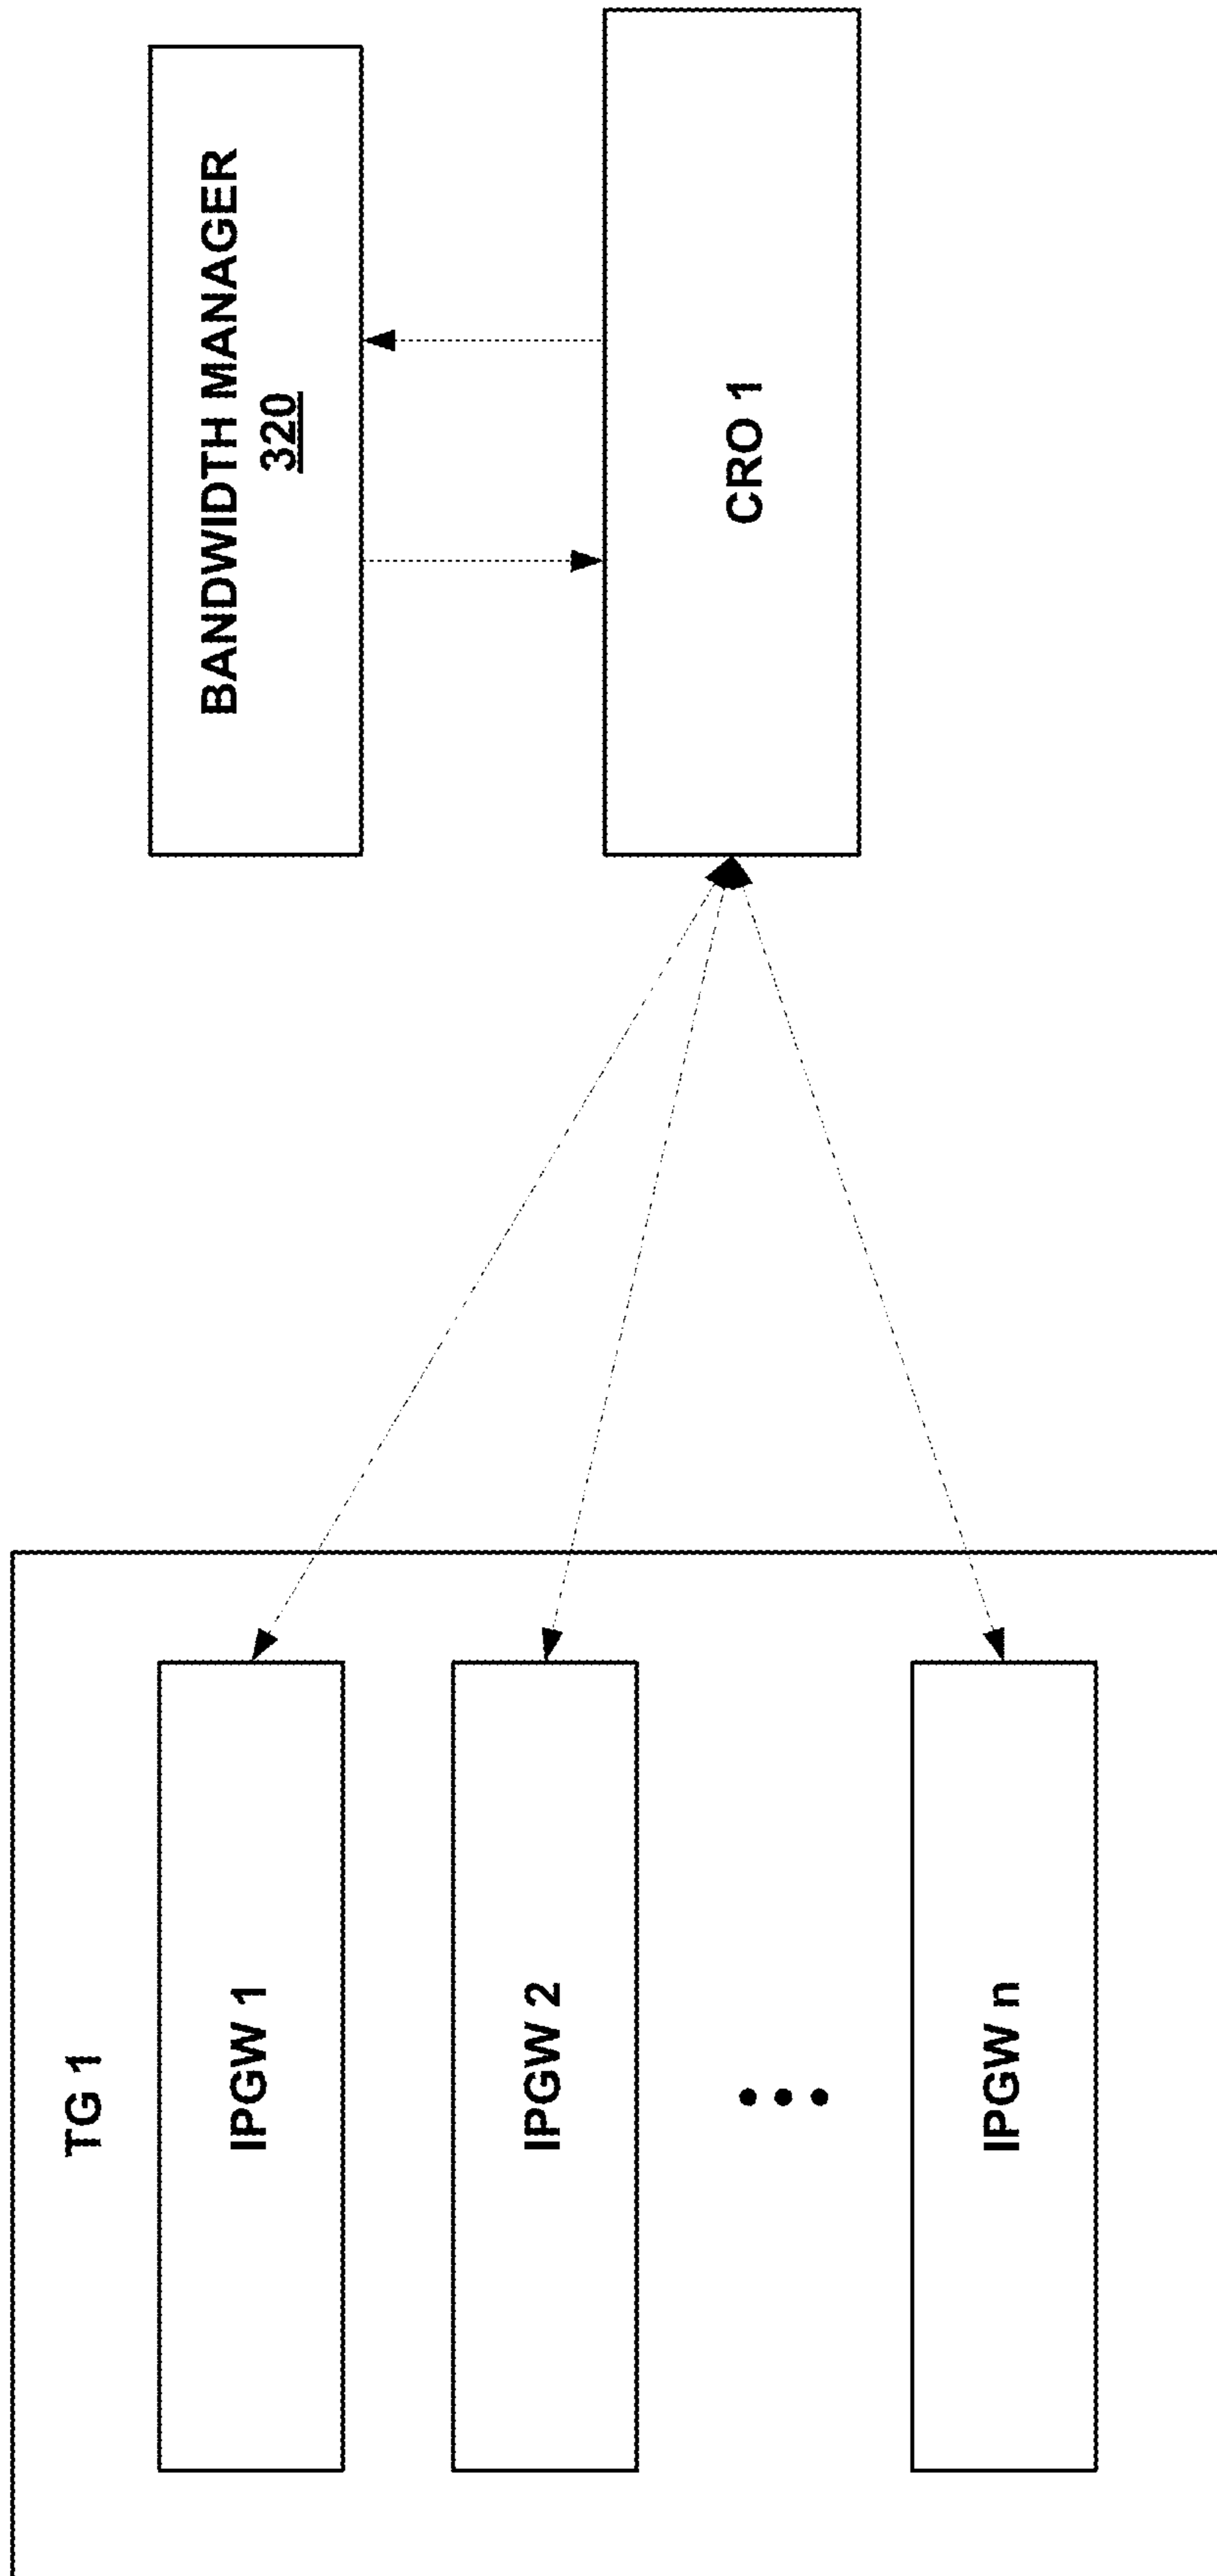 TG 1
IPGW 1
IPGW 2
IPGW n
BANDWIDTH MANAGER
320
CRO 1